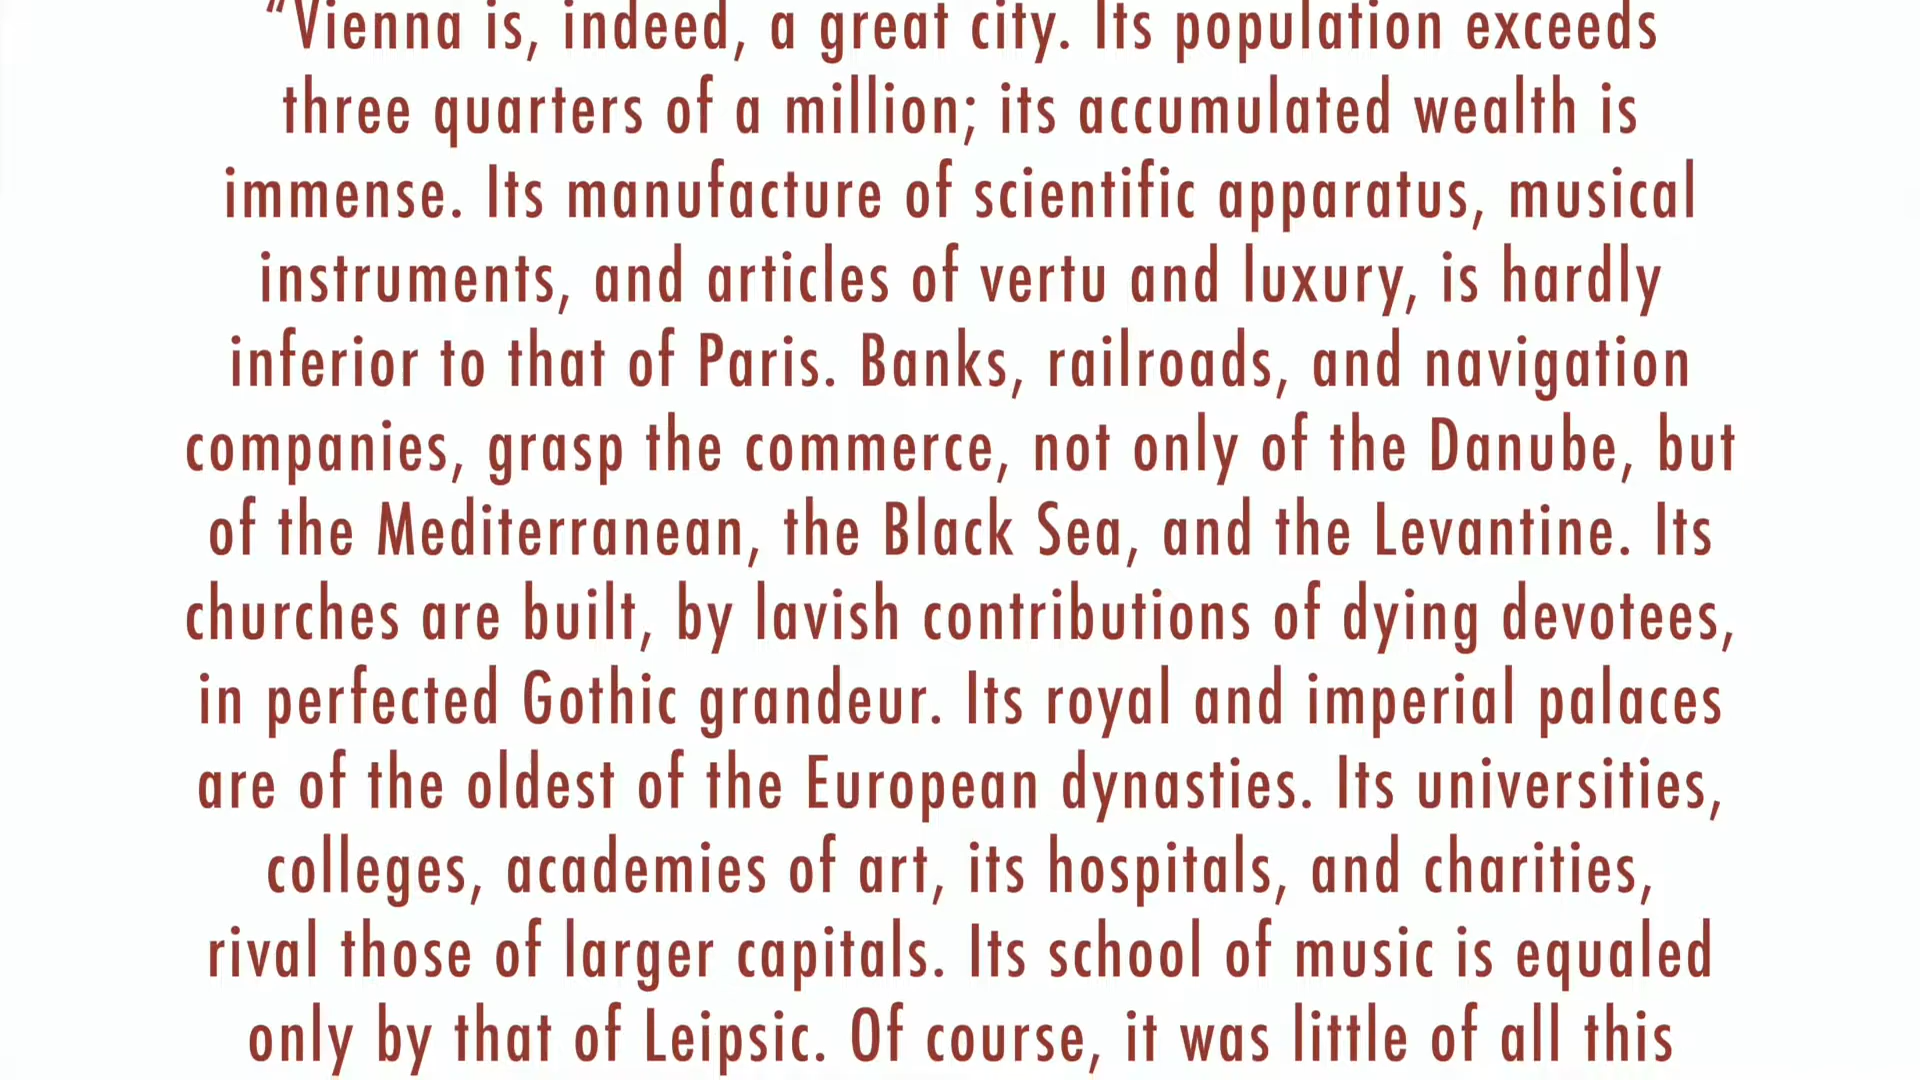 “Vienna is, indeed, a great city. Its population exceeds
three quarters of a million; its accumulated wealth is
immense. Its manufacture of scientific apparatus, musical
instruments, and articles of vertu and luxury, is hardly
inferior to that of Paris. Banks, railroads, and navigation
companies, grasp the commerce, not only of the Danube, but
of the Mediterranean, the Black Sea, and the Levantine. Its
churches are built, by lavish contributions of dying devotees,
in perfected Gothic grandeur. Its royal and imperial palaces
are of the oldest of the European dynasties. Its universities,
colleges, academies of art, its hospitals, and charities,
rival those of larger capitals. Its school of music is equaled
only by that of Leipsic. Of course, it was little of all this